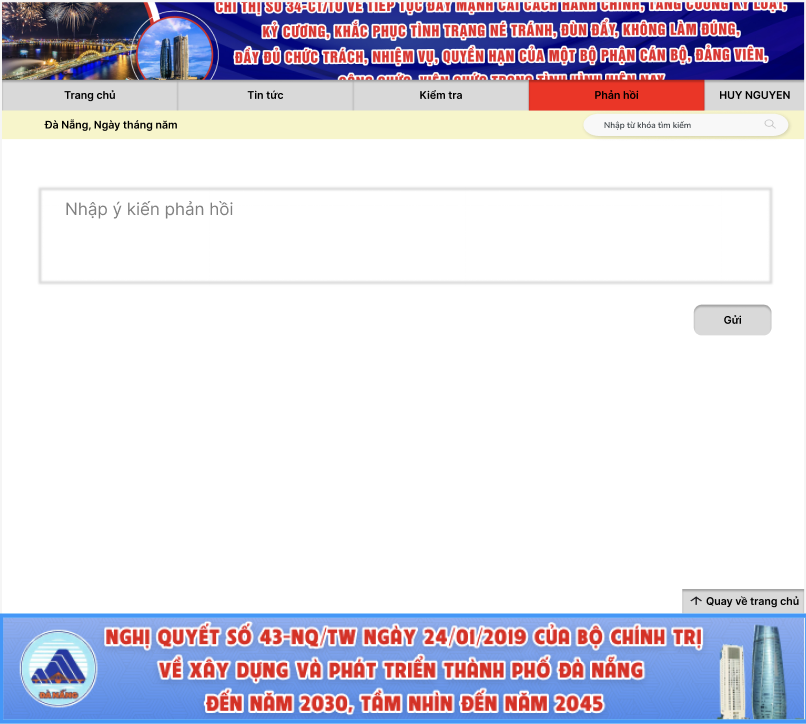 CHỈ THỊ SỐ 34-CT/TU VỀ TIẾP TỤC ĐẨY MẠNH CẢI CÁCH HÀNH CHÍNH, TĂNG CƯỜNG KỶ LUẬT,
KỶ CƯƠNG, KHẮC PHỤC TÌNH TRẠNG NÉ TRÁNH, ĐÙN ĐẨY, KHÔNG LÀM ĐÚNG,
ĐẦY ĐỦ CHỨC TRÁCH, NHIỆM VỤ, QUYỀN HẠN CỦA MỘT BỘ PHẬN CÁN BỘ, ĐẢNG VIÊN,
CÔNG CHỨC, VIÊN CHỨC TRONG TÌNH HÌNH HIỆN NAY
Trang chủ Tin tức Kiểm tra Phản hồi HUY NGUYEN
Đà Nẵng, Ngày tháng năm Nhập từ khóa tìm kiếm
Nhập ý kiến phản hồi
Gửi
Quay về trang chủ
NGHỊ QUYẾT SỐ 43-NQ/TW NGÀY 24/01/2019 CỦA BỘ CHÍNH TRỊ
VỀ XÂY DỰNG VÀ PHÁT TRIỂN THÀNH PHỐ ĐÀ NẴNG
ĐẾN NĂM 2030, TẦM NHÌN ĐẾN NĂM 2045
ĐÀ NẴNG